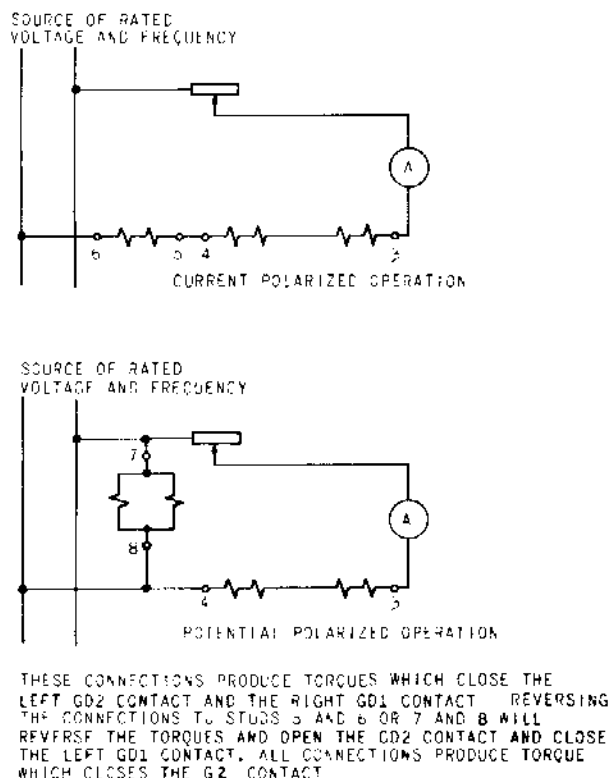 SOURCE OF RATED
VOLTAGE AND FREQUENCY
A
6
5
4
3
CURRENT POLARIZED OPERATION
SOURCE OF RATED
VOLTAGE AND FREQUENCY
7
A
8
4
3
POTENTIAL POLARIZED OPERATION
THESE CONNECTIONS PRODUCE TORQUES WHICH CLOSE THE
LEFT GD2 CONTACT AND THE RIGHT GD1 CONTACT REVERSING
THE CONNECTIONS TO STUDS 5 AND 6 OR 7 AND 8 WILL
REVERSE THE TORQUES AND OPEN THE GD2 CONTACT AND CLOSE
THE LEFT GD1 CONTACT. ALL CONNECTIONS PRODUCE TORQUE
WHICH CLOSES THE G2 CONTACT